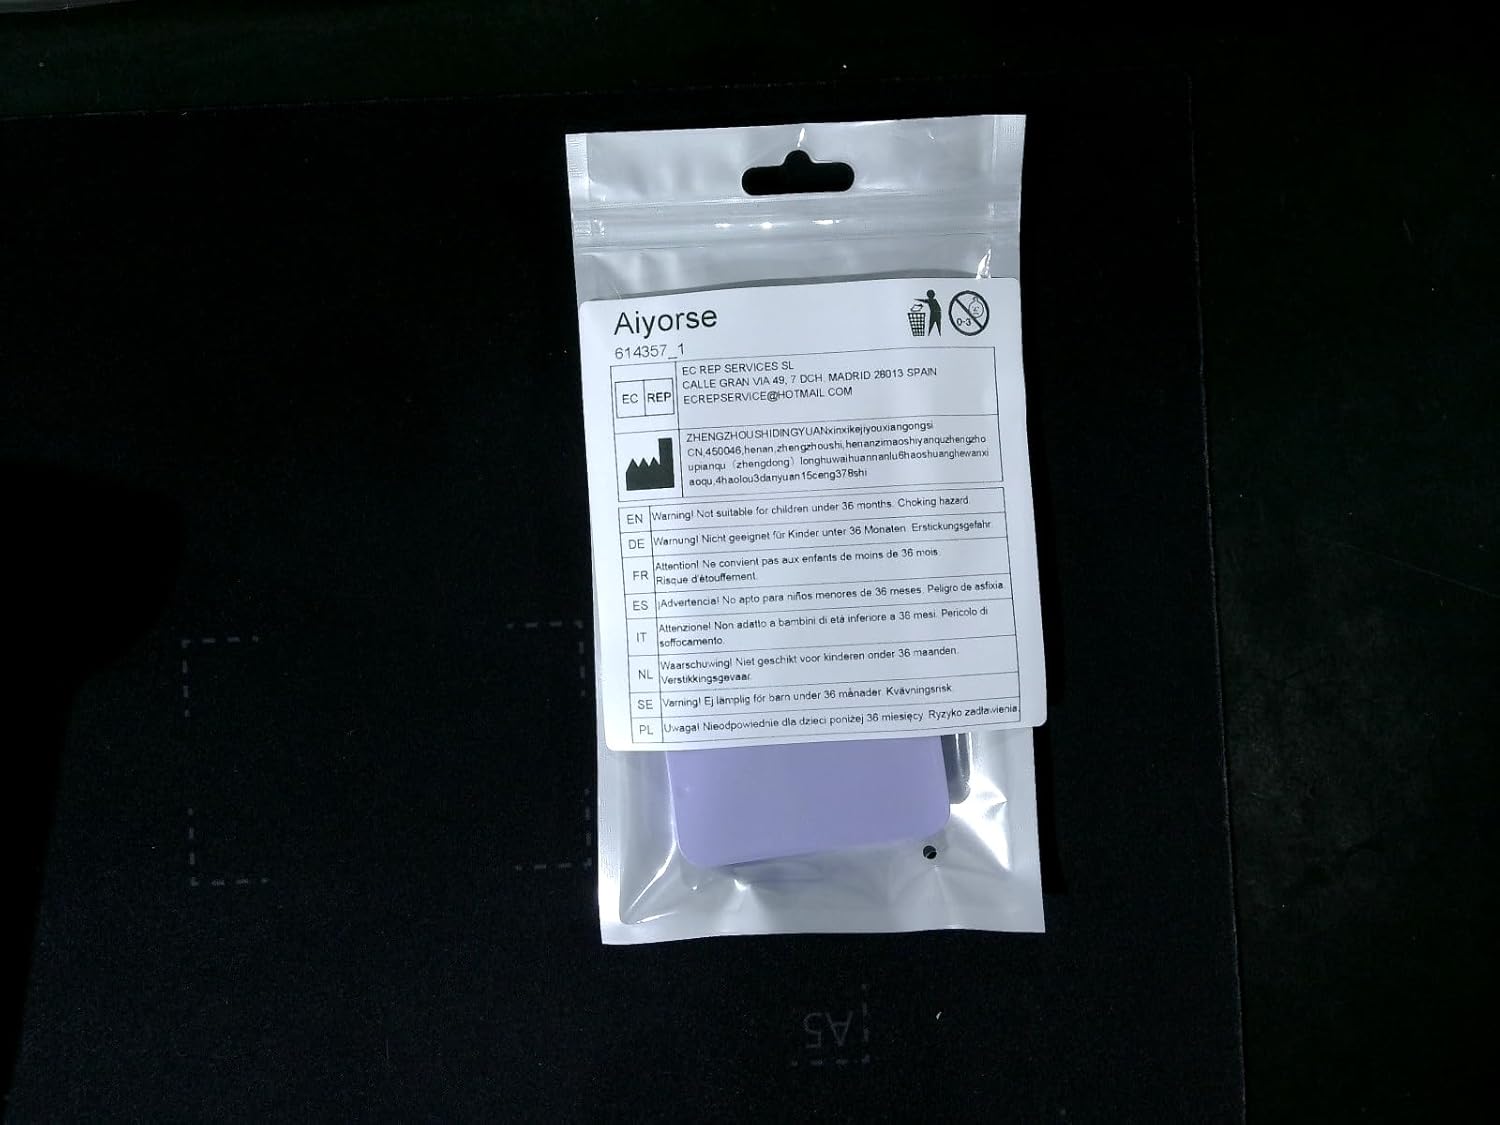 Aiyorse
0-3
614357_1
EC REP
EC REP SERVICES SL
CALLE GRAN VIA 49, 7 DCH. MADRID 28013 SPAIN
ECREPSERVICE@HOTMAIL.COM
ZHENGZHOUSHIDINGYUANxinxikejiyouxiangongsi
CN,450046,henan,zhengzhoushi,henanzimaoshiyanquzhengzho
upianqu（zhengdong）longhuwaihuannanlu6haoshuanghewanxi
aoqu,4haolou3danyuan15ceng378shi
EN Warning! Not suitable for children under 36 months. Choking hazard.
DE Warnung! Nicht geeignet für Kinder unter 36 Monaten. Erstickungsgefahr.
FR Attention! Ne convient pas aux enfants de moins de 36 mois.
Risque d'étouffement.
ES ¡Advertencia! No apto para niños menores de 36 meses. Peligro de asfixia.
IT Attenzione! Non adatto a bambini di età inferiore a 36 mesi. Pericolo di
soffocamento.
NL Waarschuwing! Niet geschikt voor kinderen onder 36 maanden.
Verstikkingsgevaar.
SE Varning! Ej lämplig för barn under 36 månader. Kvävningsrisk.
PL Uwaga! Nieodpowiednie dla dzieci poniżej 36 miesięcy. Ryzyko zadławienia.
A5